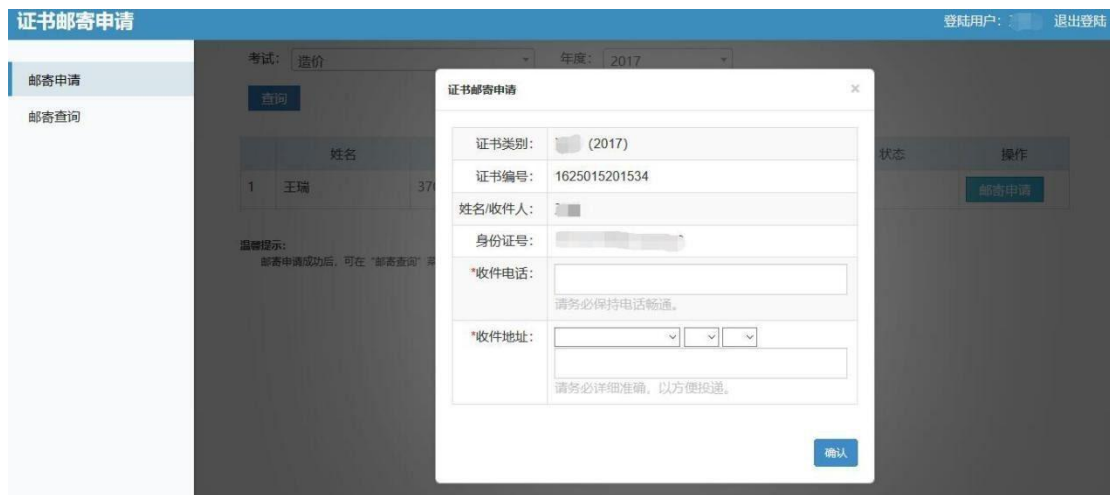 证书邮寄申请
登陆用户： 退出登陆
邮寄申请
邮寄查询
考试： 造价 年度： 2017
查询
姓名 状态 操作
1 王瑞 370 邮寄申请
温馨提示：
邮寄申请成功后，可在“邮寄查询”菜
证书邮寄申请 ×
证书类别： (2017)
证书编号： 1625015201534
姓名/收件人：
身份证号：
*收件电话：
请务必保持电话畅通。
*收件地址：
请务必详细准确，以方便投递。
确认